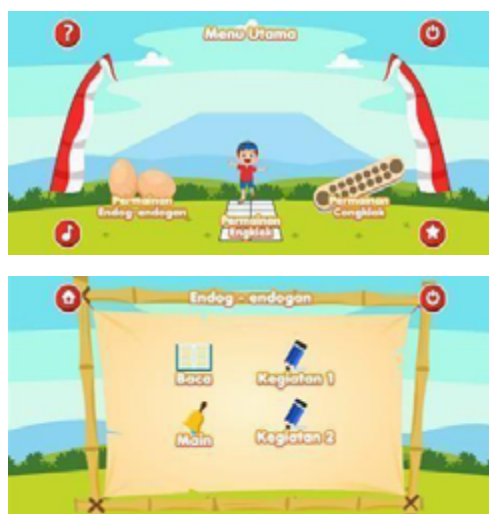 ?
Menu Utama
Permainan
Endog-endogan
Permainan
Engklek
Permainan
Congklak
Endog - endogan
Baca
Kegiatan 1
Main
Kegiatan 2